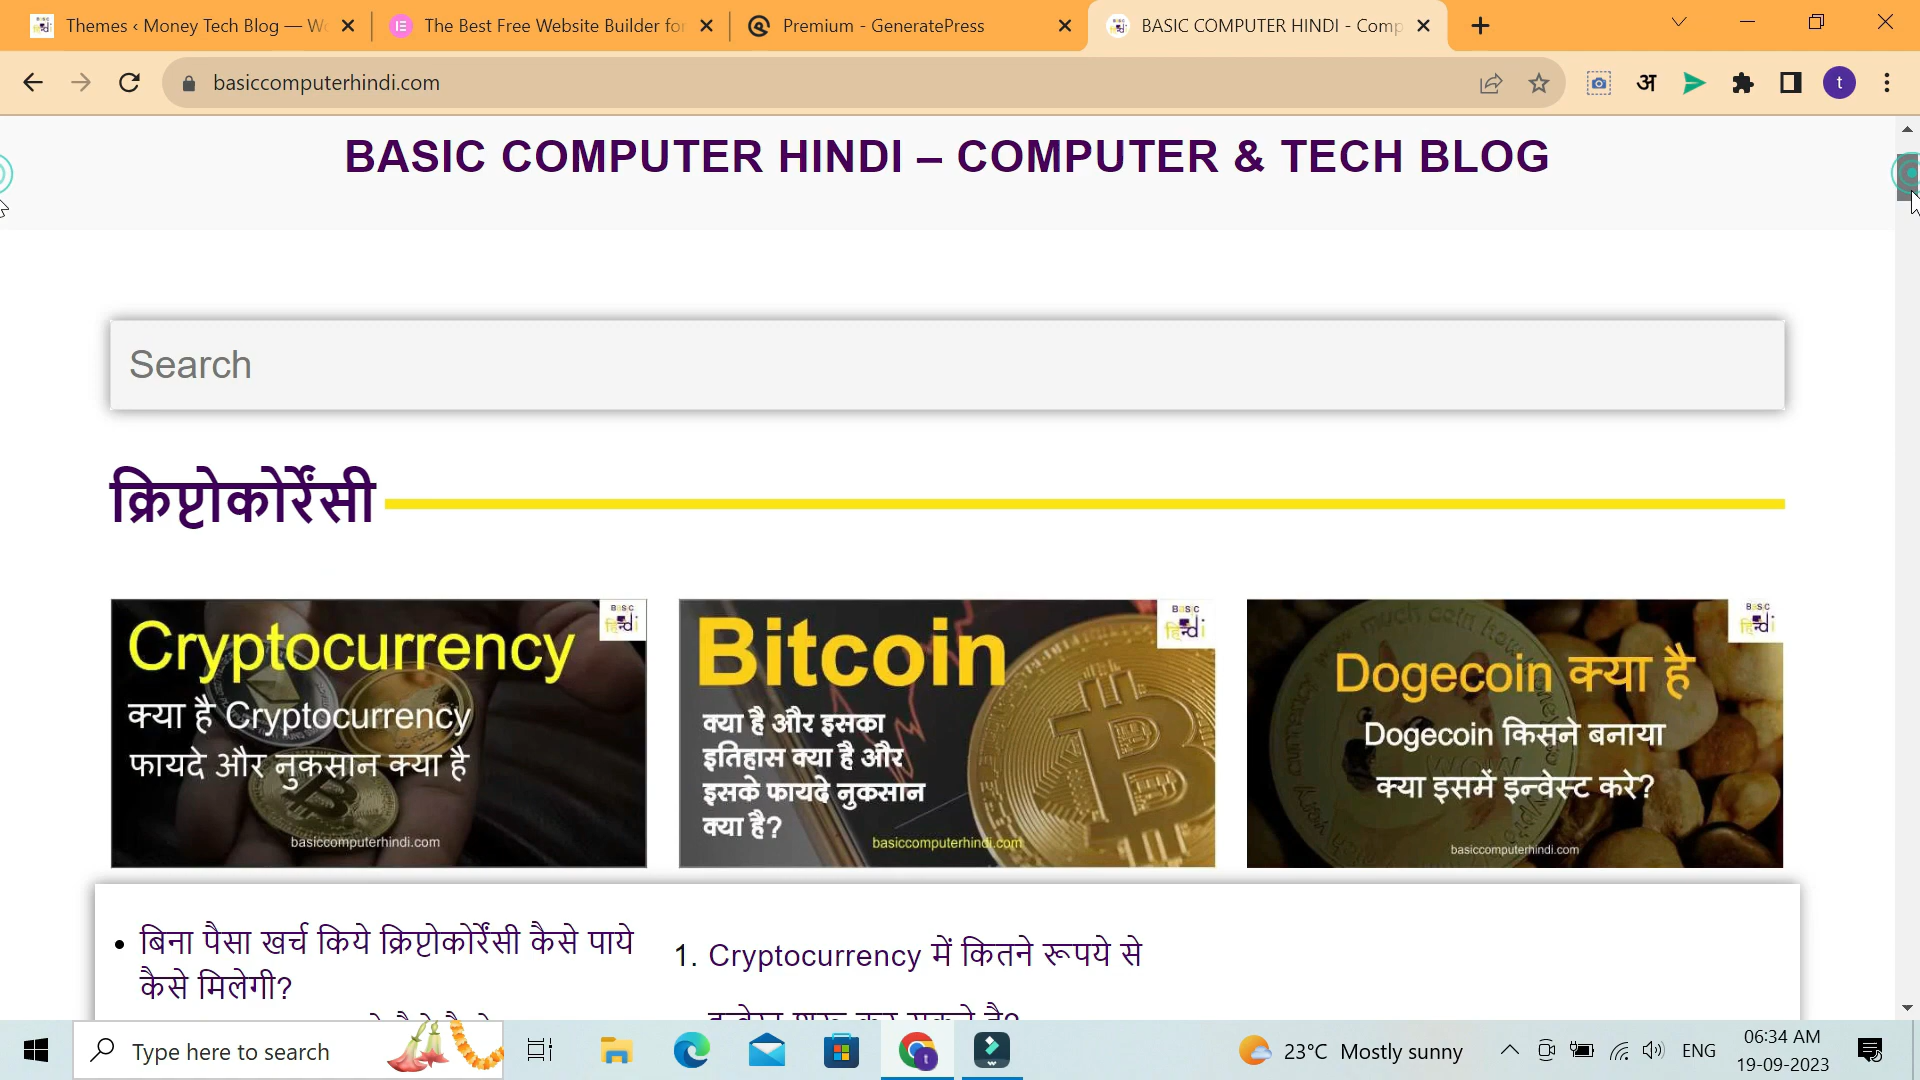 Themes ‹ Money Tech Blog — W
The Best Free Website Builder for
Premium - GeneratePress
BASIC COMPUTER HINDI - Comp
basiccomputerhindi.com
अ
t
BASIC COMPUTER HINDI – COMPUTER & TECH BLOG
Search
क्रिप्टोकोर्रेंसी
Cryptocurrency
क्या है Cryptocurrency
फायदे और नुकसान क्या है
basiccomputerhindi.com
BaSiC
हिन्दी
Bitcoin
क्या है और इसका
इतिहास क्या है और
इसके फायदे नुकसान
क्या है?
basiccomputerhindi.com
BaSiC
हिन्दी
Dogecoin क्या है
Dogecoin किसने बनाया
क्या इसमें इन्वेस्ट करे?
basiccomputerhindi.com
BaSiC
हिन्दी
• बिना पैसा खर्च किये क्रिप्टोकोर्रेंसी कैसे पाये
कैसे मिलेगी?
1. Cryptocurrency में कितने रूपये से
Type here to search
23°C Mostly sunny
ENG
06:34 AM
19-09-2023